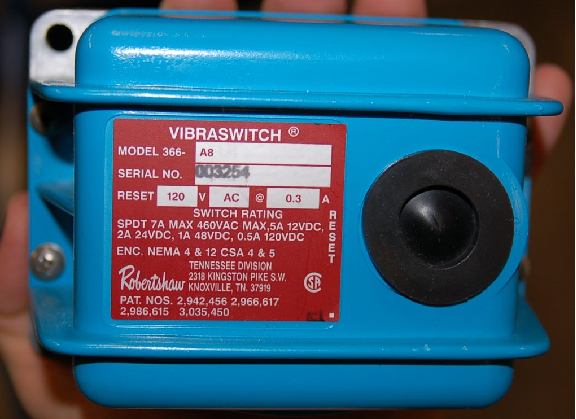 VIBRASWITCH ®
MODEL 366- A8
SERIAL NO. 003254
RESET 120 V AC @ 0.3 A
SWITCH RATING
SPDT 7A MAX 460VAC MAX,5A 12VDC,
2A 24VDC, 1A 48VDC, 0.5A 120VDC
RESET
ENC. NEMA 4 & 12 CSA 4 & 5
Robertshaw
TENNESSEE DIVISION
2318 KINGSTON PIKE S.W.
KNOXVILLE, TN. 37919
PAT. NOS. 2,942,456 2,966,617
2,986,615 3,035,450